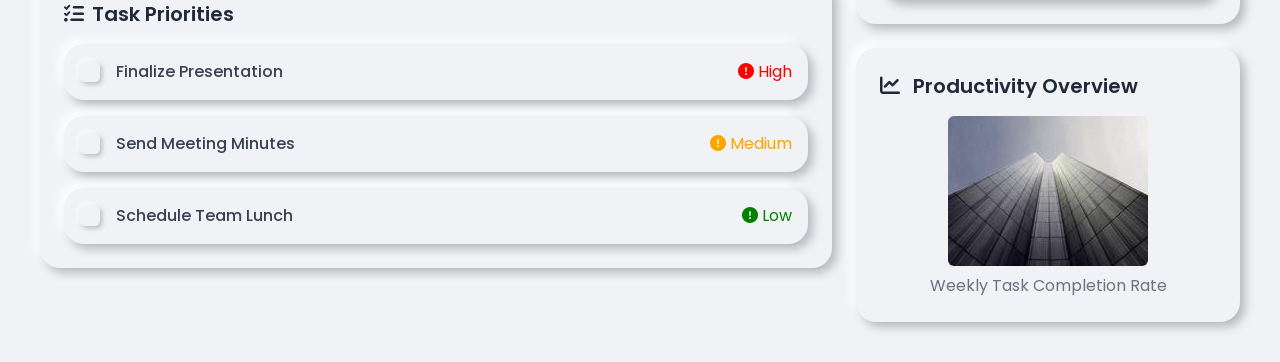 Task Priorities
Finalize Presentation
High
Send Meeting Minutes
Medium
Schedule Team Lunch
Low
Productivity Overview
Weekly Task Completion Rate